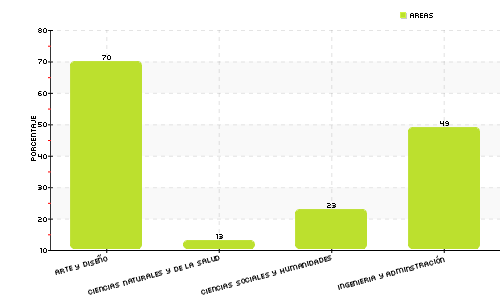 AREAS
PORCENTAJE
80
70
60
50
40
30
20
10
70
13
23
49
ARTE Y DISEÑO
CIENCIAS NATURALES Y DE LA SALUD
CIENCIAS SOCIALES Y HUMANIDADES
INGENIERIA Y ADMINSTRACIÓN